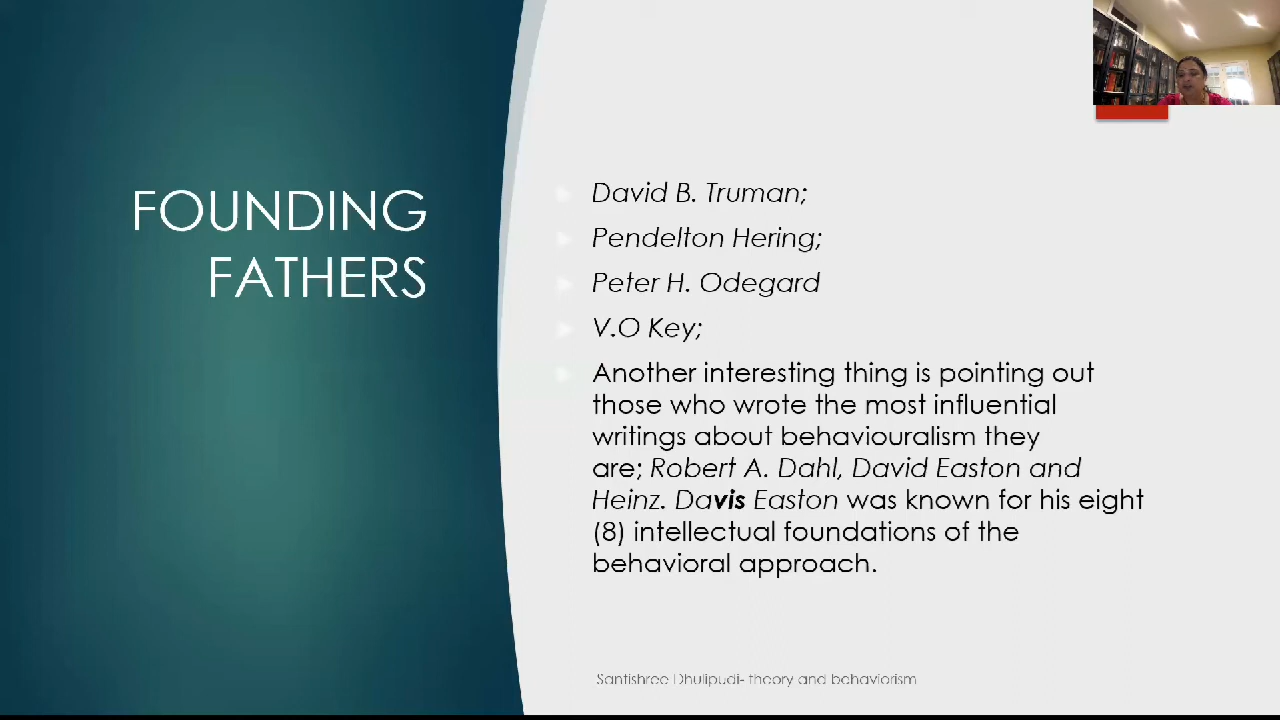 FOUNDING
FATHERS
David B. Truman;
Pendelton Hering;
Peter H. Odegard
V.O Key;
Another interesting thing is pointing out
those who wrote the most influential
writings about behaviouralism they
are; Robert A. Dahl, David Easton and
Heinz. Davis Easton was known for his eight
(8) intellectual foundations of the
behavioral approach.
Santishree Dhulipudi- theory and behaviorism